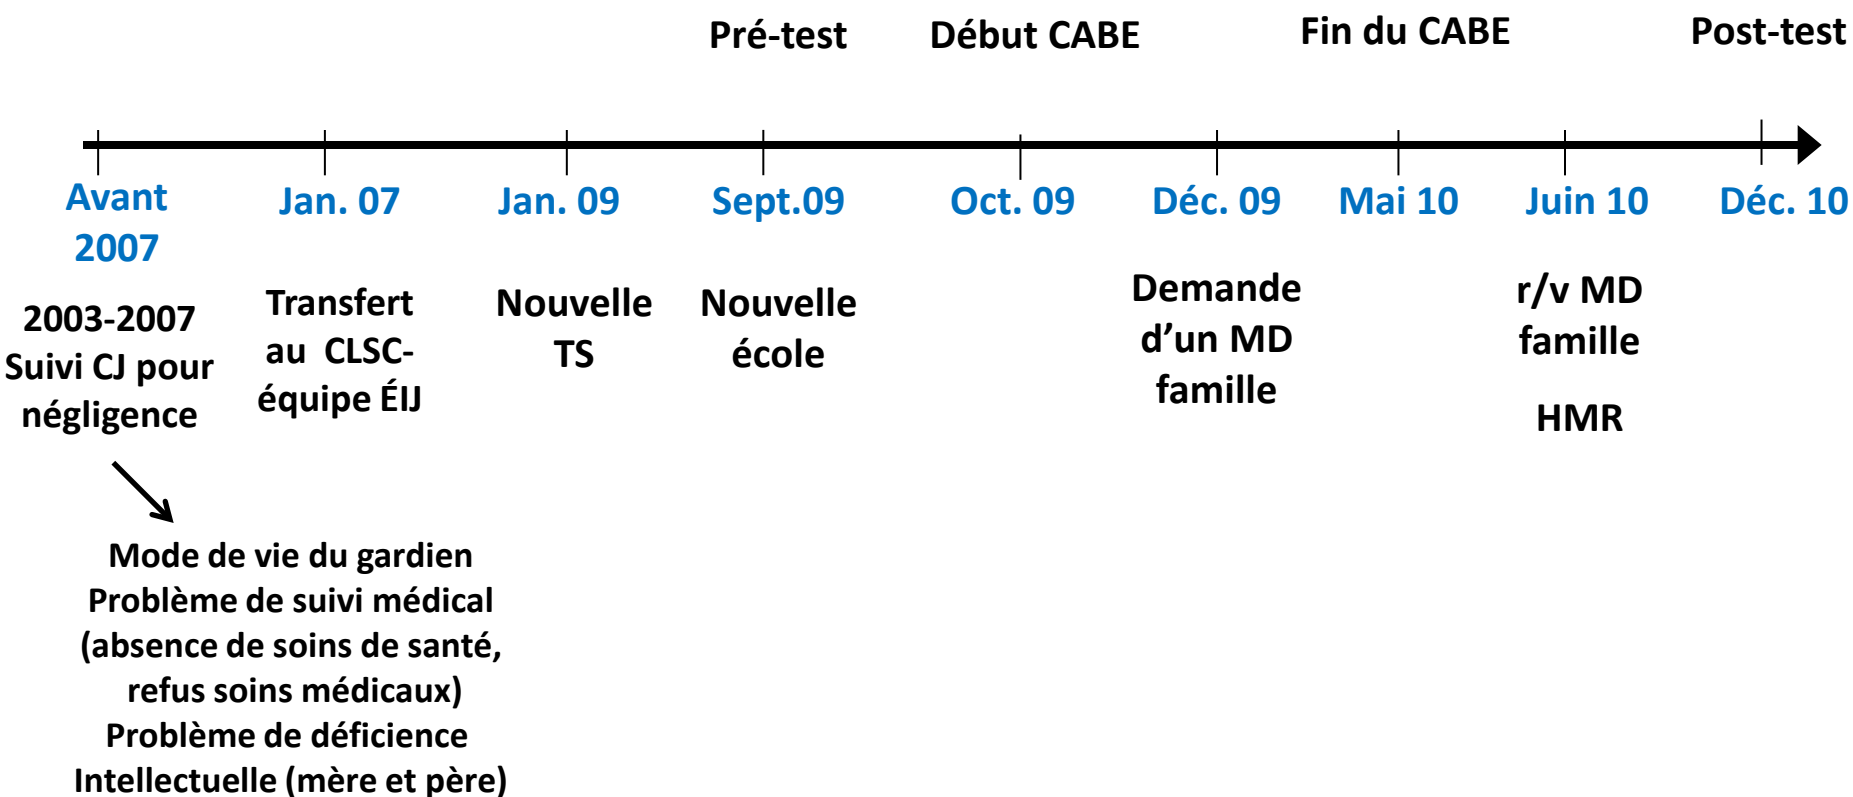 Pré-test
Début CABE
Fin du CABE
Post-test
Avant
2007
Jan. 07
Jan. 09
Sept.09
Oct. 09
Déc. 09
Mai 10
Juin 10
Déc. 10
2003-2007
Suivi CJ pour
négligence
Transfert
au CLSC-
équipe ÉIJ
Nouvelle
TS
Nouvelle
école
Demande
d’un MD
famille
r/v MD
famille
HMR
Mode de vie du gardien
Problème de suivi médical
(absence de soins de santé,
refus soins médicaux)
Problème de déficience
Intellectuelle (mère et père)